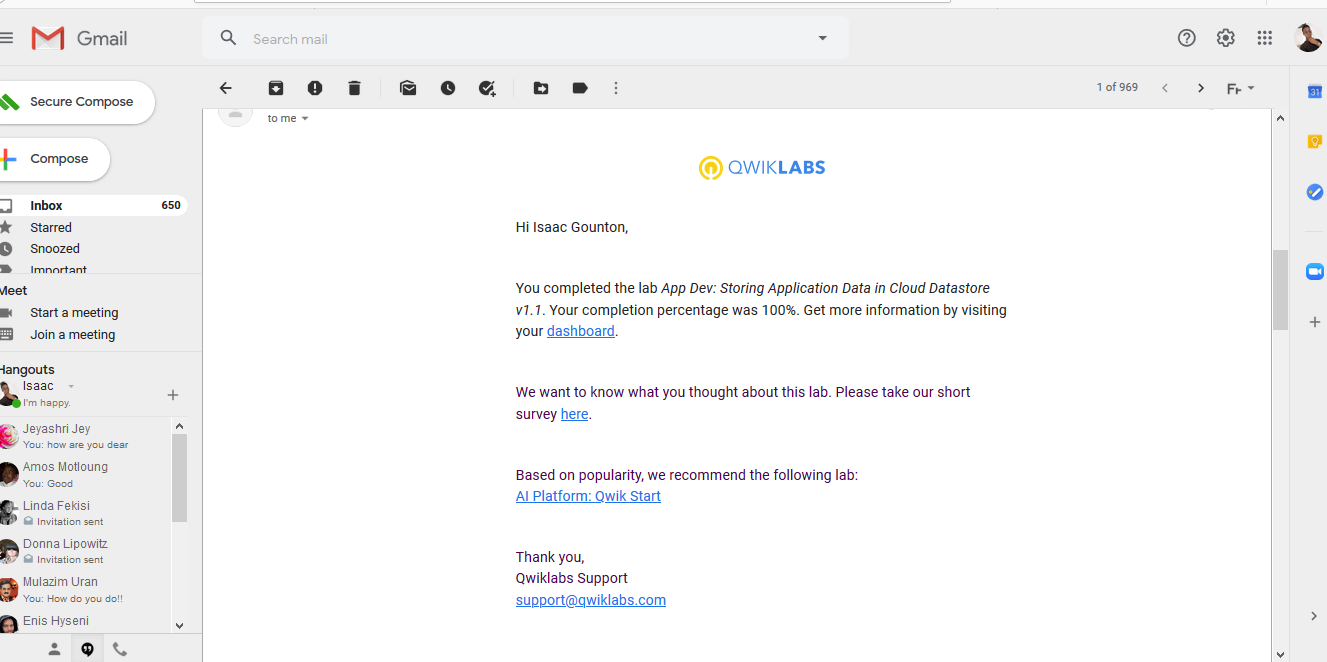 Gmail
Search mail
Secure Compose
1 of 969
to me
Compose
QWIKLABS
Inbox 650
Starred
Snoozed
Important
Meet
Start a meeting
Join a meeting
Hangouts
Isaac
I'm happy.
Jeyashri Jey
You: how are you dear
Amos Motloung
You: Good
Linda Fekisi
Invitation sent
Donna Lipowitz
Invitation sent
Mulazim Uran
You: How do you do!!
Enis Hyseni
Hi Isaac Gounton,
You completed the lab App Dev: Storing Application Data in Cloud Datastore
v1.1. Your completion percentage was 100%. Get more information by visiting
your dashboard.
We want to know what you thought about this lab. Please take our short
survey here.
Based on popularity, we recommend the following lab:
AI Platform: Qwik Start
Thank you,
Qwiklabs Support
support@qwiklabs.com
31